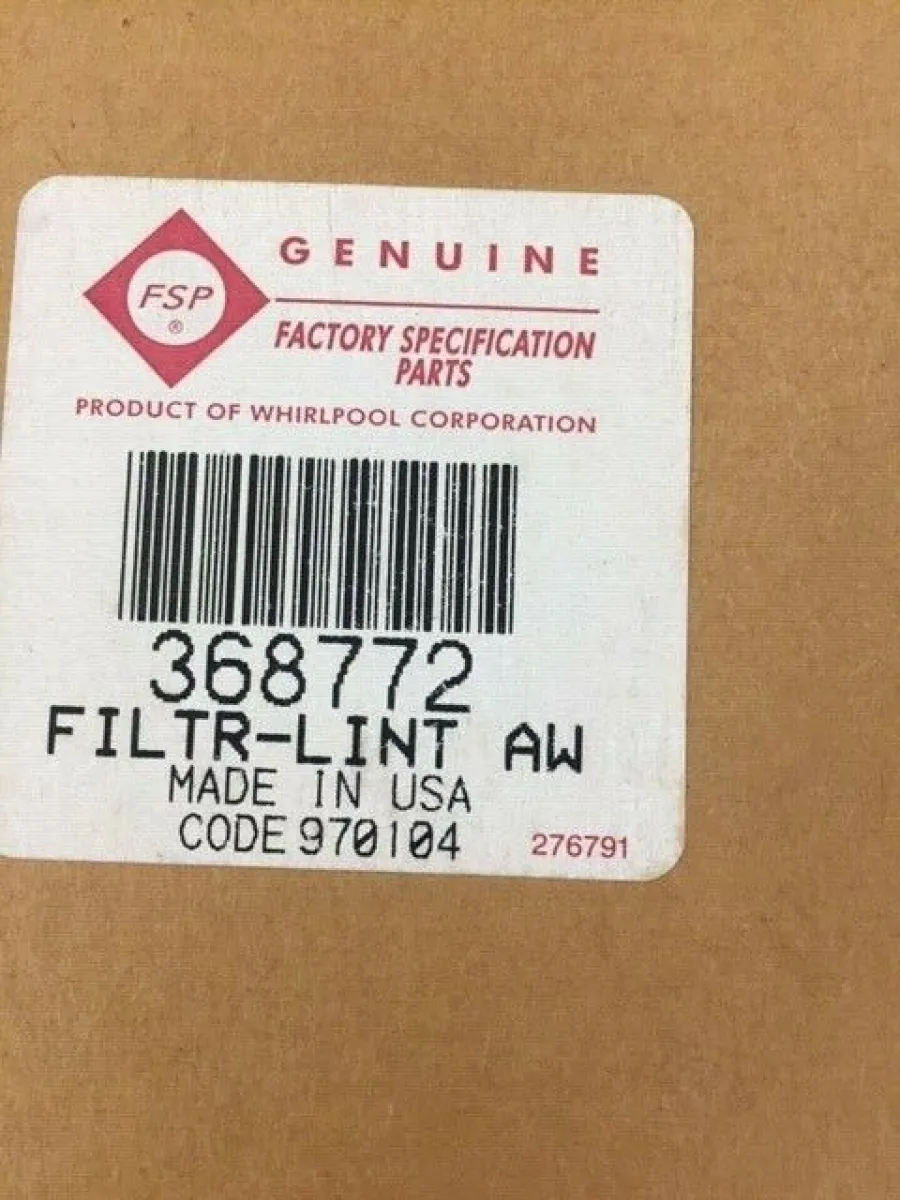 GENUINE
FSP
®
FACTORY SPECIFICATION
PARTS
PRODUCT OF WHIRLPOOL CORPORATION
368772
FILTR-LINT AW
MADE IN USA
CODE 970104
276791